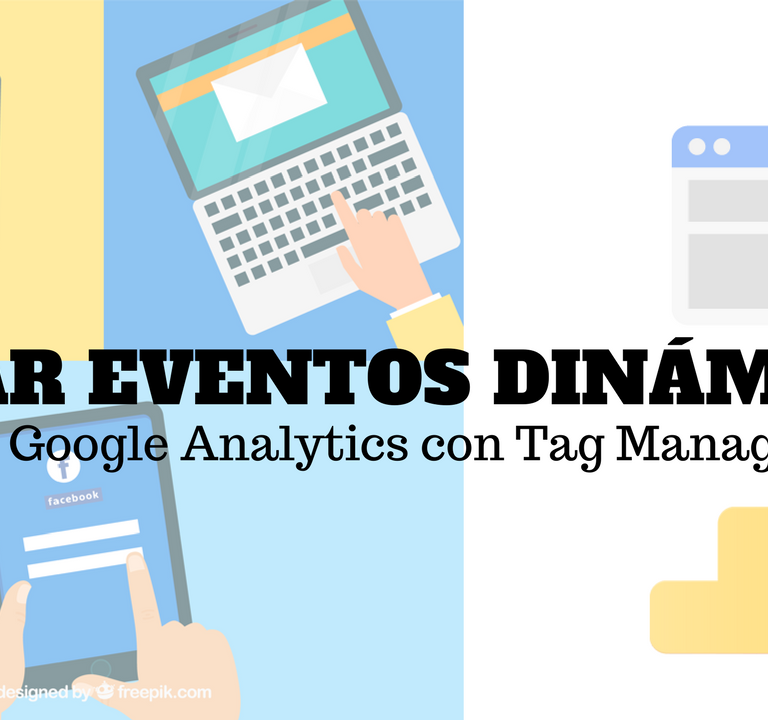 AR EVENTOS DINÁM
Google Analytics con Tag Manag
f
facebook
designed by freepik.com